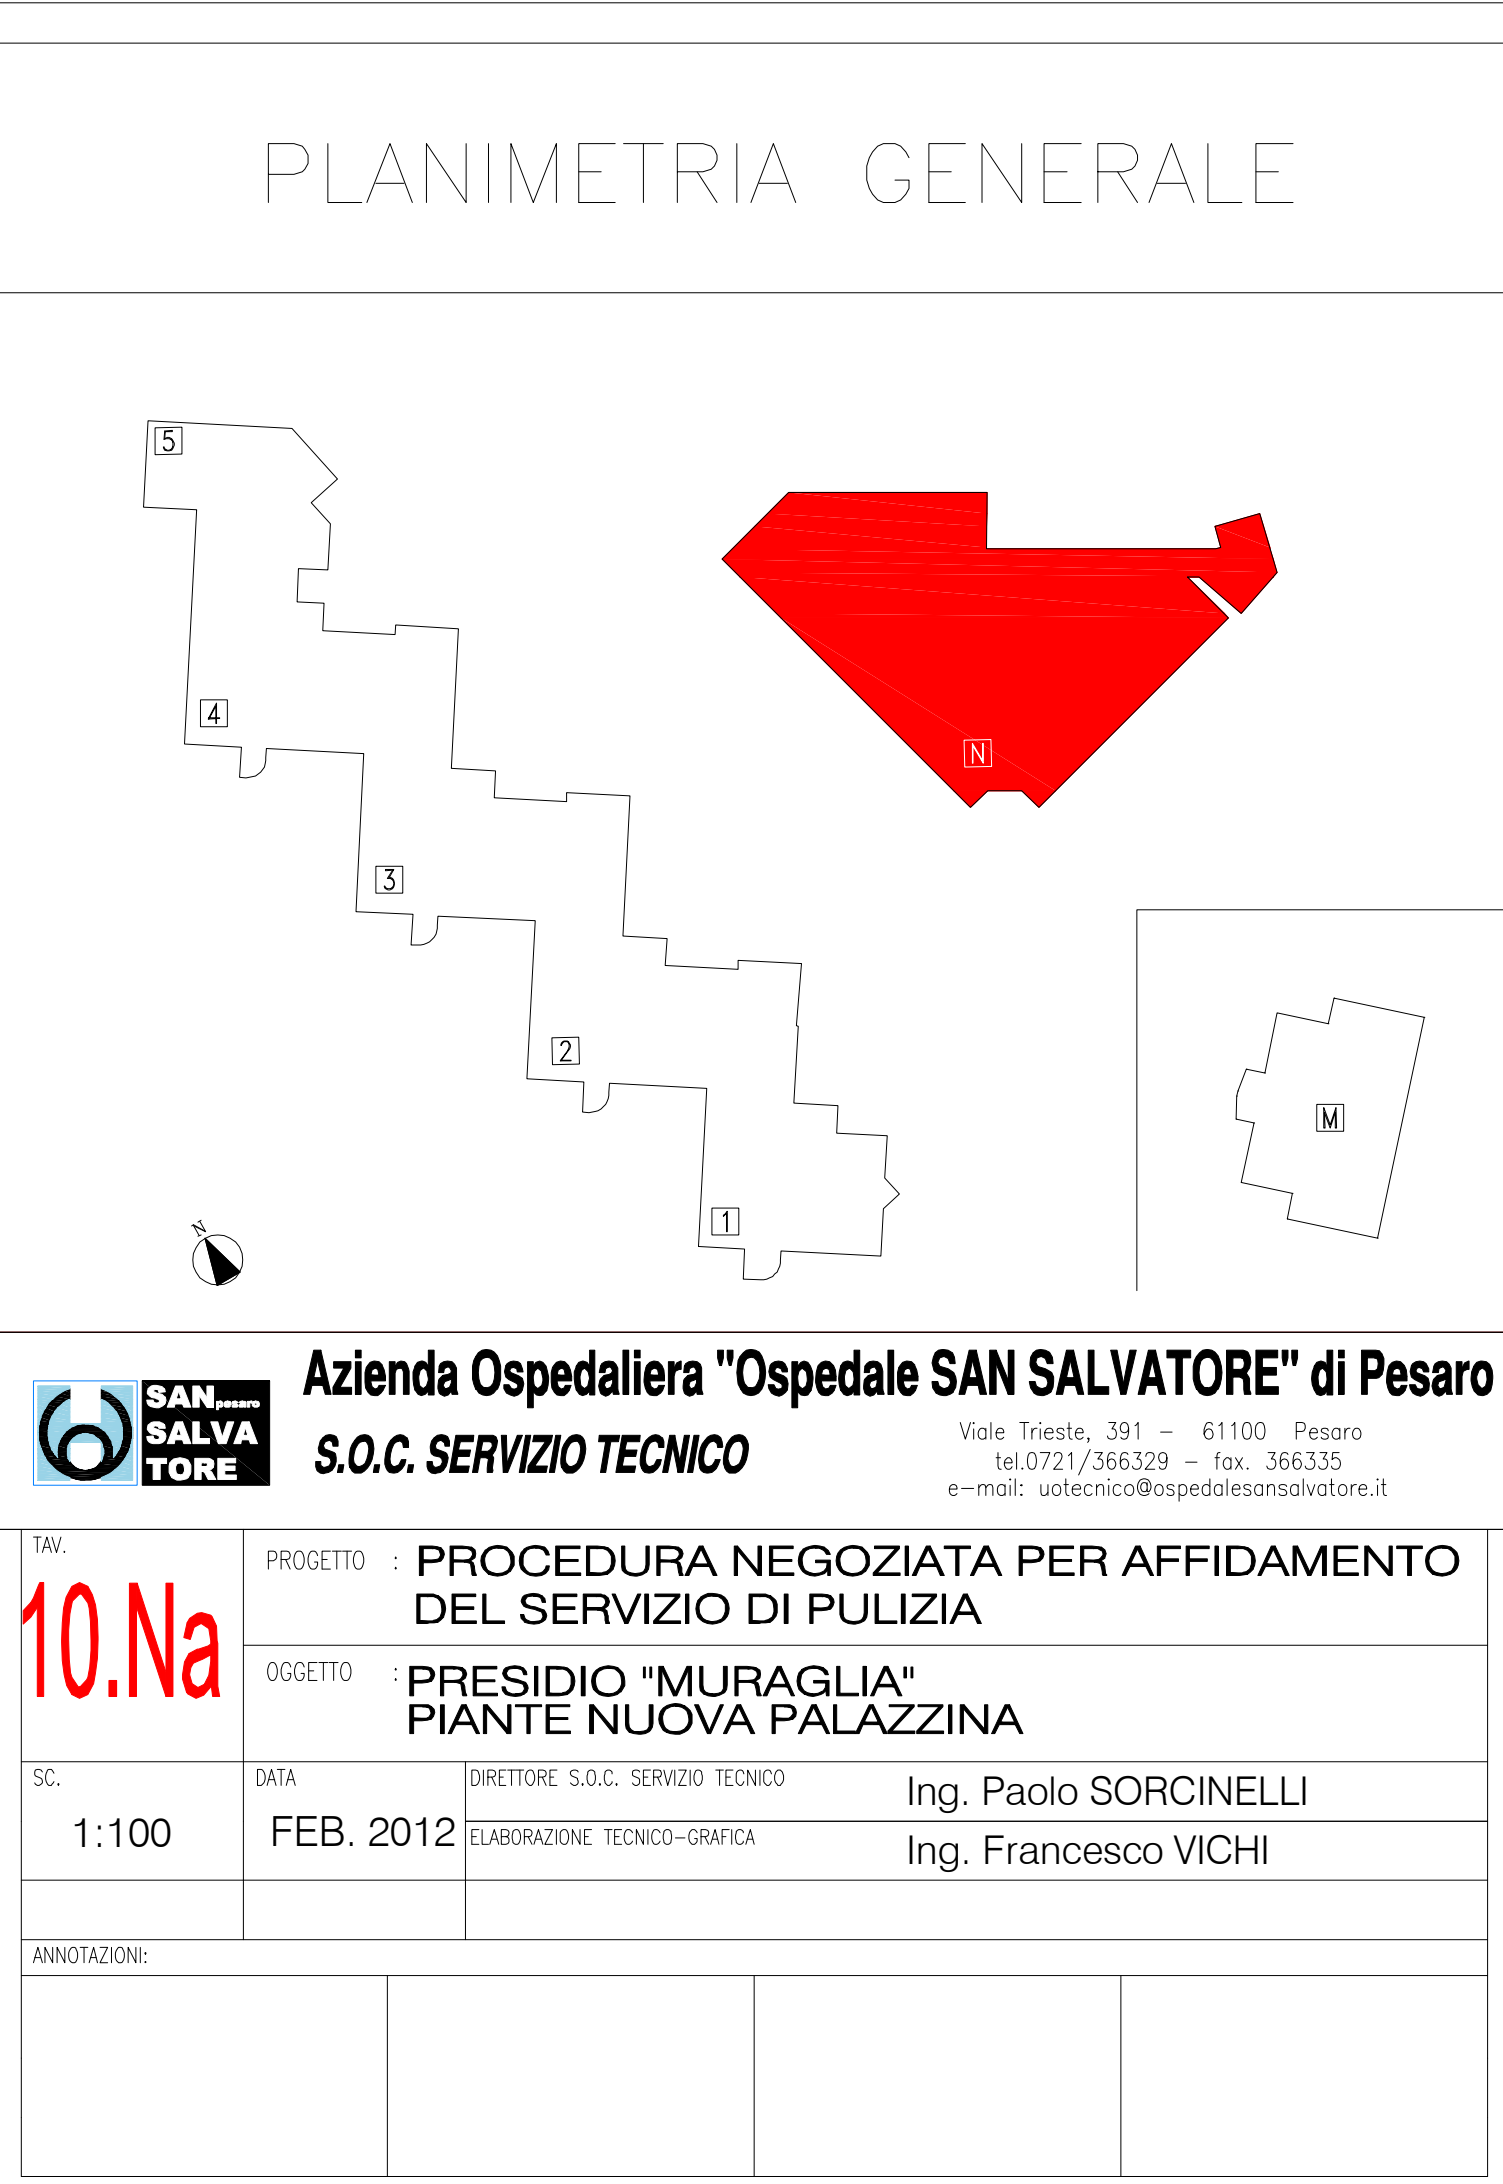 PLANIMETRIA GENERALE
5
4
N
3
2
M
1
N
Azienda Ospedaliera "Ospedale SAN SALVATORE" di Pesaro
SAN pesaro
SALVA
TORE
S.O.C. SERVIZIO TECNICO
Viale Trieste, 391 – 61100 Pesaro
tel.0721/366329 – fax. 366335
e–mail: uotecnico@ospedalesansalvatore.it
TAV.
10.Na
PROGETTO : PROCEDURA NEGOZIATA PER AFFIDAMENTO
DEL SERVIZIO DI PULIZIA
OGGETTO : PRESIDIO "MURAGLIA"
PIANTE NUOVA PALAZZINA
SC.
1:100
DATA
FEB. 2012
DIRETTORE S.O.C. SERVIZIO TECNICO Ing. Paolo SORCINELLI
ELABORAZIONE TECNICO–GRAFICA Ing. Francesco VICHI
ANNOTAZIONI: